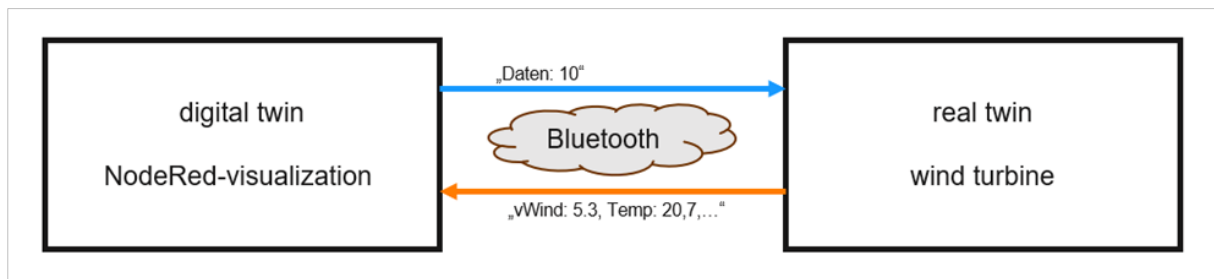 „Daten: 10“
digital twin
real twin
Bluetooth
NodeRed-visualization
wind turbine
„vWind: 5.3, Temp: 20,7,…“